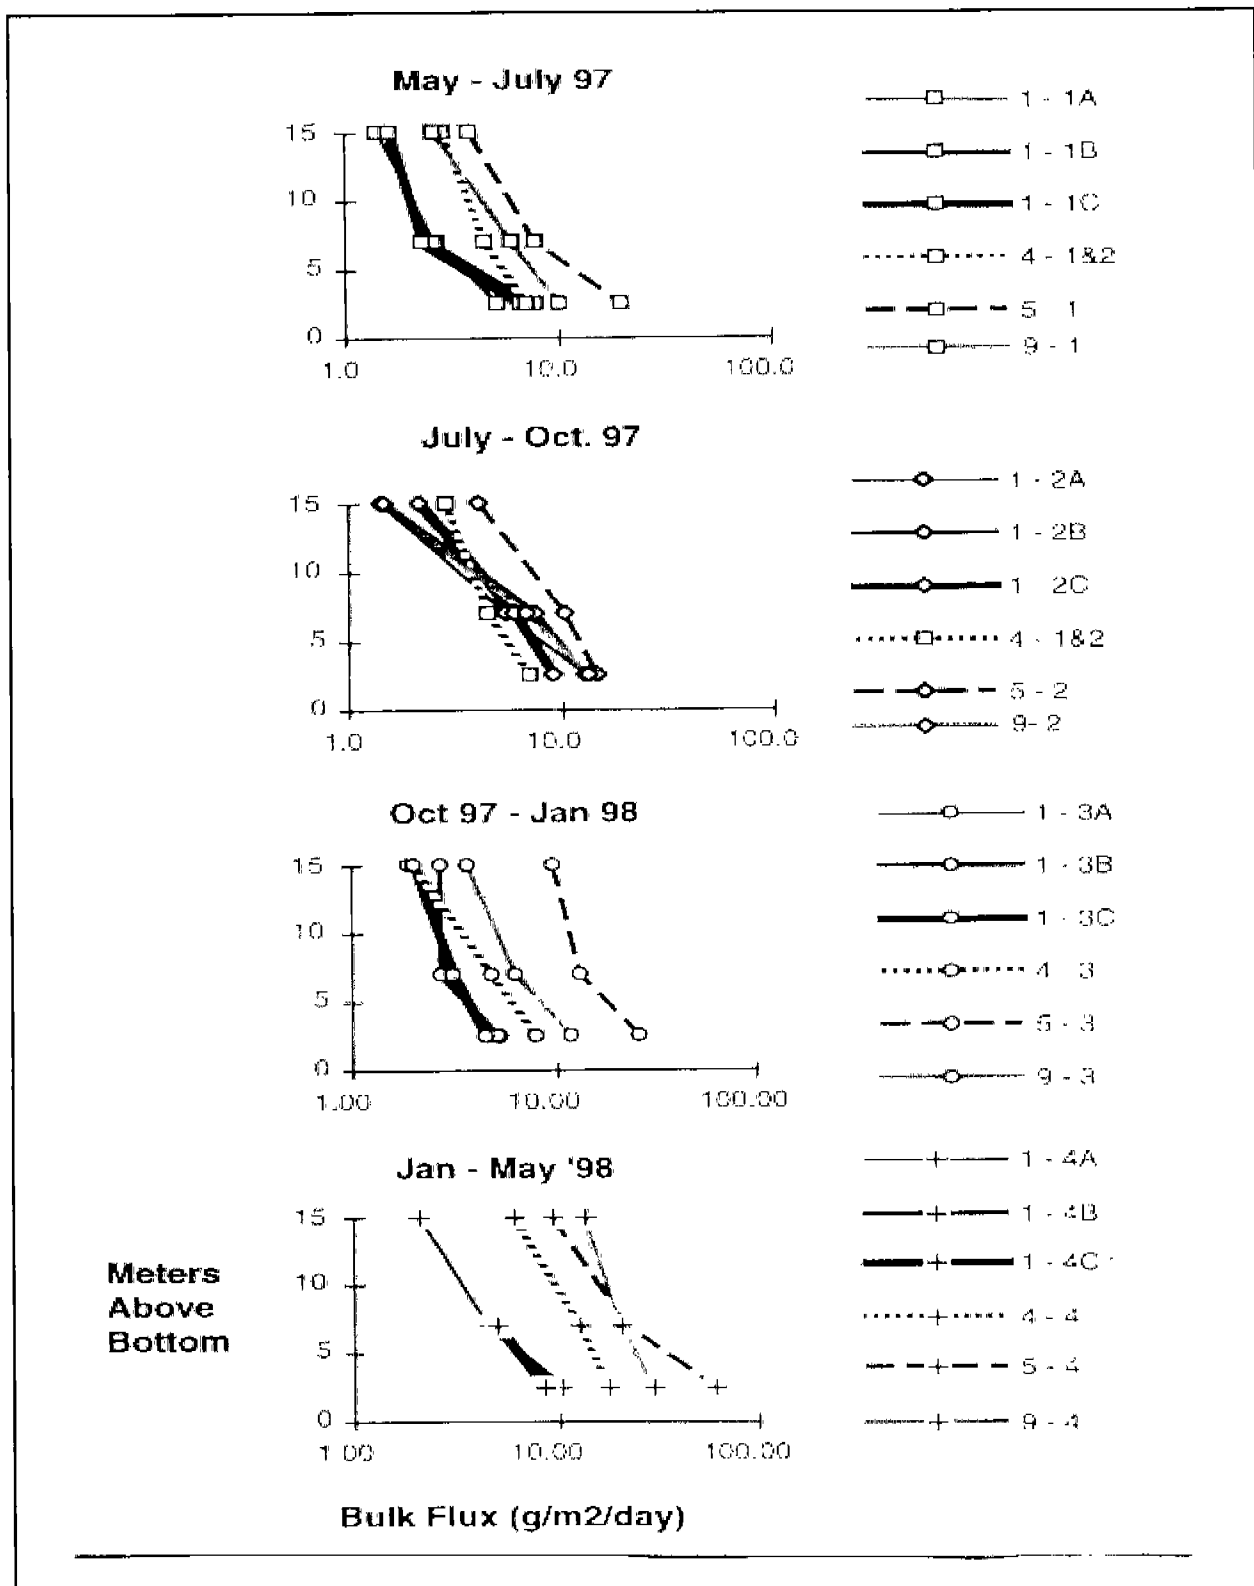 May - July 97
15
10
5
0
1.0 10.0 100.0
1 - 1A
1 - 1B
1 - 1C
4 - 1&2
5 1
9 - 1
July - Oct. 97
15
10
5
0
1.0 10.0 100.0
1 - 2A
1 - 2B
1 2C
4 - 1&2
5 - 2
9- 2
Oct 97 - Jan 98
15
10
5
0
1.00 10.00 100.00
1 - 3A
1 - 3B
1 - 3C
4 3
5 - 3
9 - 3
Jan - May '98
15
10
5
0
1 00 10.00 100.00
1 - 4A
1 - 4B
1 - 4C
4 - 4
5 - 4
9 - 4
Meters
Above
Bottom
Bulk Flux (g/m2/day)